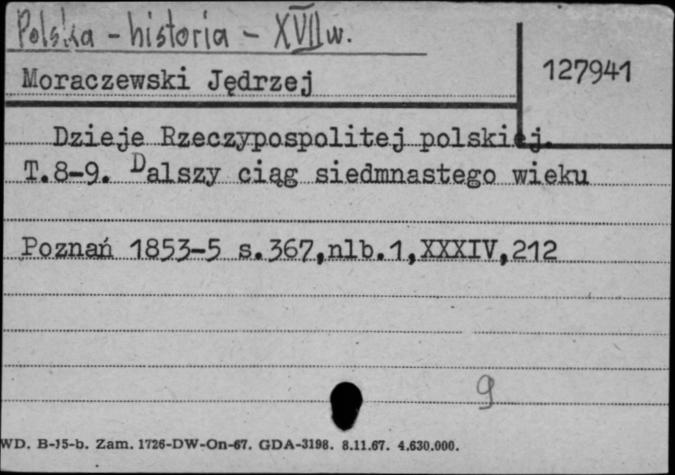 Polska - historia - XVII w.
Moraczewski Jędrzej
127941
Dzieje Rzeczypospolitej polskiej.
T.8-9. Dalszy ciąg siedmnastego wieku
Poznań 1853-5 s.367,nlb.1,XXXIV,212
9
WD. B-15-b. Zam. 1726-DW-On-67. GDA-3198. 8.11.67. 4.630.000.